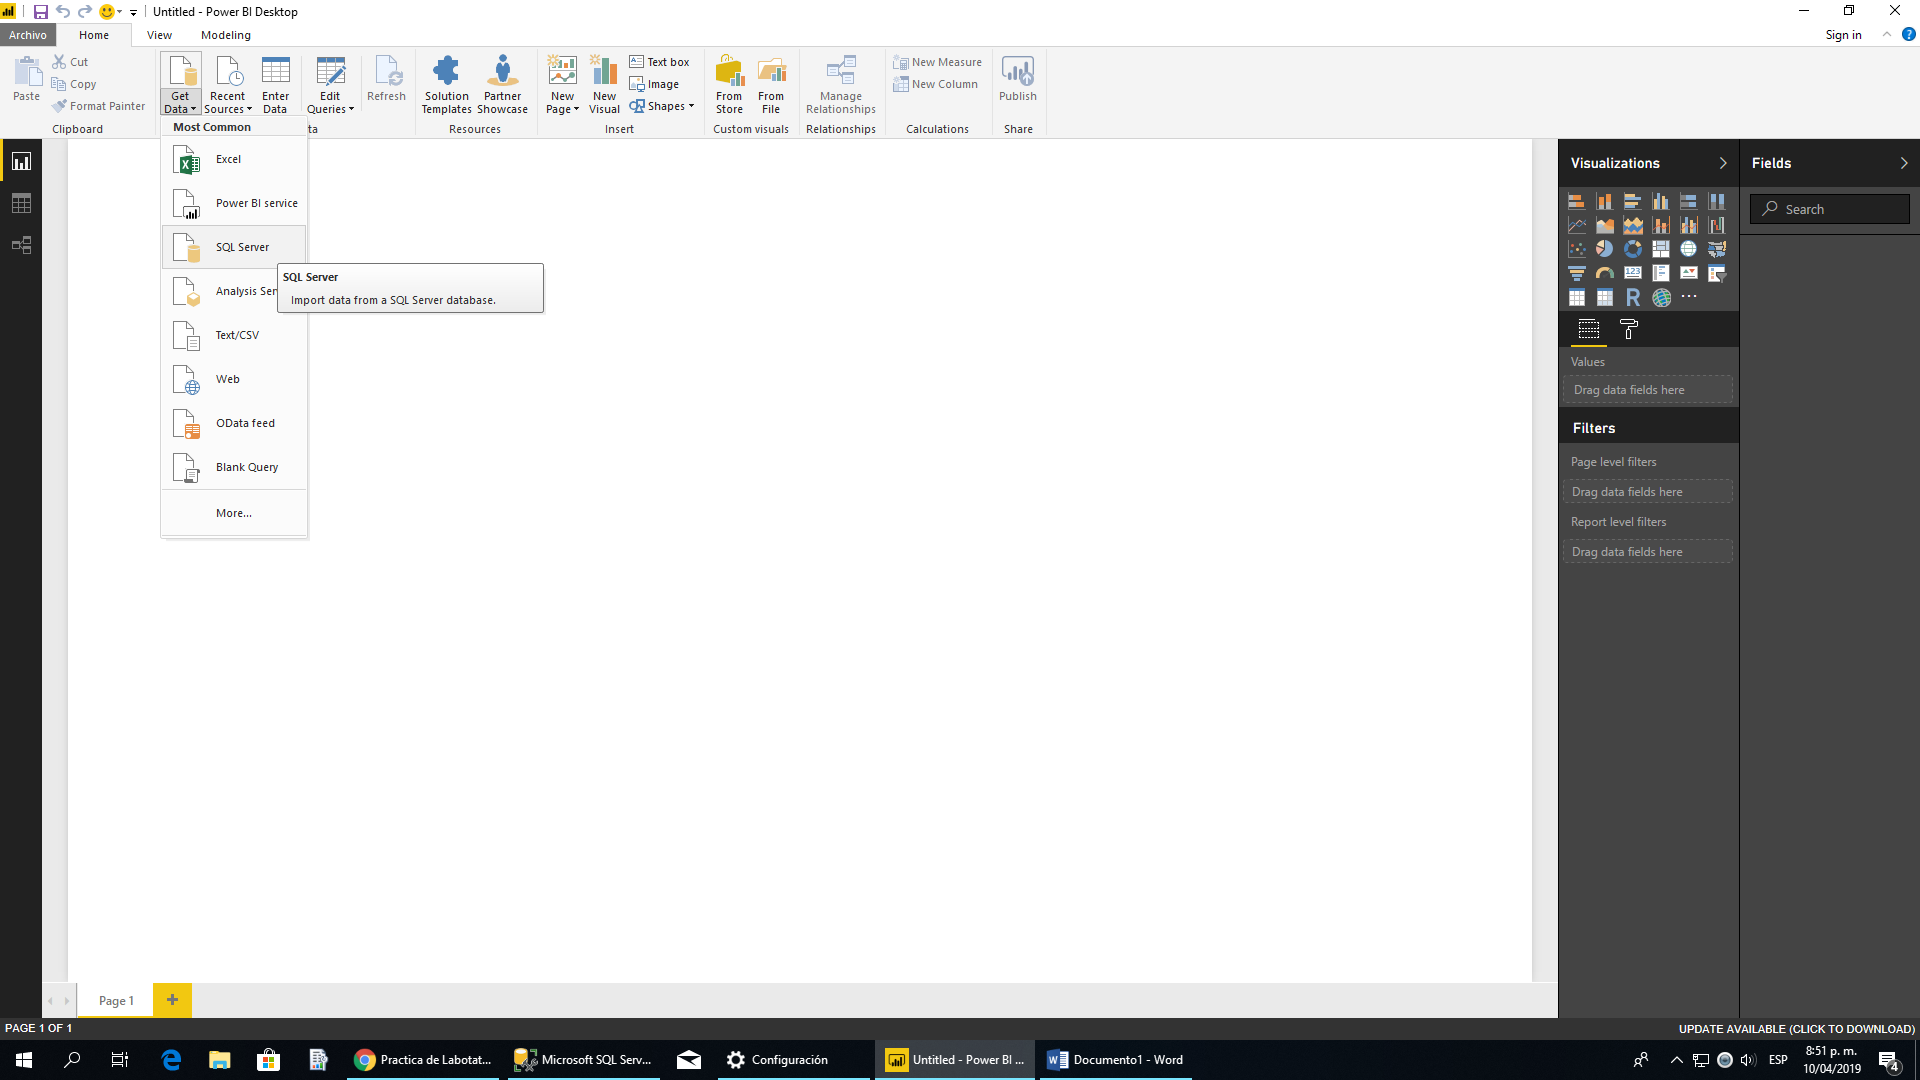 Untitled - Power BI Desktop
Archivo Home View Modeling Sign in
Paste Cut Copy Format Painter
Clipboard
Get Data Recent Sources Enter Data Edit Queries Refresh
Solution Templates Partner Showcase
Resources
New Page New Visual Text box Image Shapes
Insert
From Store From File
Custom visuals
Manage Relationships
Relationships
New Measure
New Column
Calculations
Publish
Share
Most Common
Excel
Power BI service
SQL Server
Analysis Ser
SQL Server
Import data from a SQL Server database.
Text/CSV
Web
OData feed
Blank Query
More...
Visualizations
Values
Drag data fields here
Filters
Page level filters
Drag data fields here
Report level filters
Drag data fields here
Fields
Search
Page 1
PAGE 1 OF 1
UPDATE AVAILABLE (CLICK TO DOWNLOAD)
Practica de Labotat... Microsoft SQL Serv... Configuración Untitled - Power BI ... Documento1 - Word
ESP
8:51 p. m.
10/04/2019
4